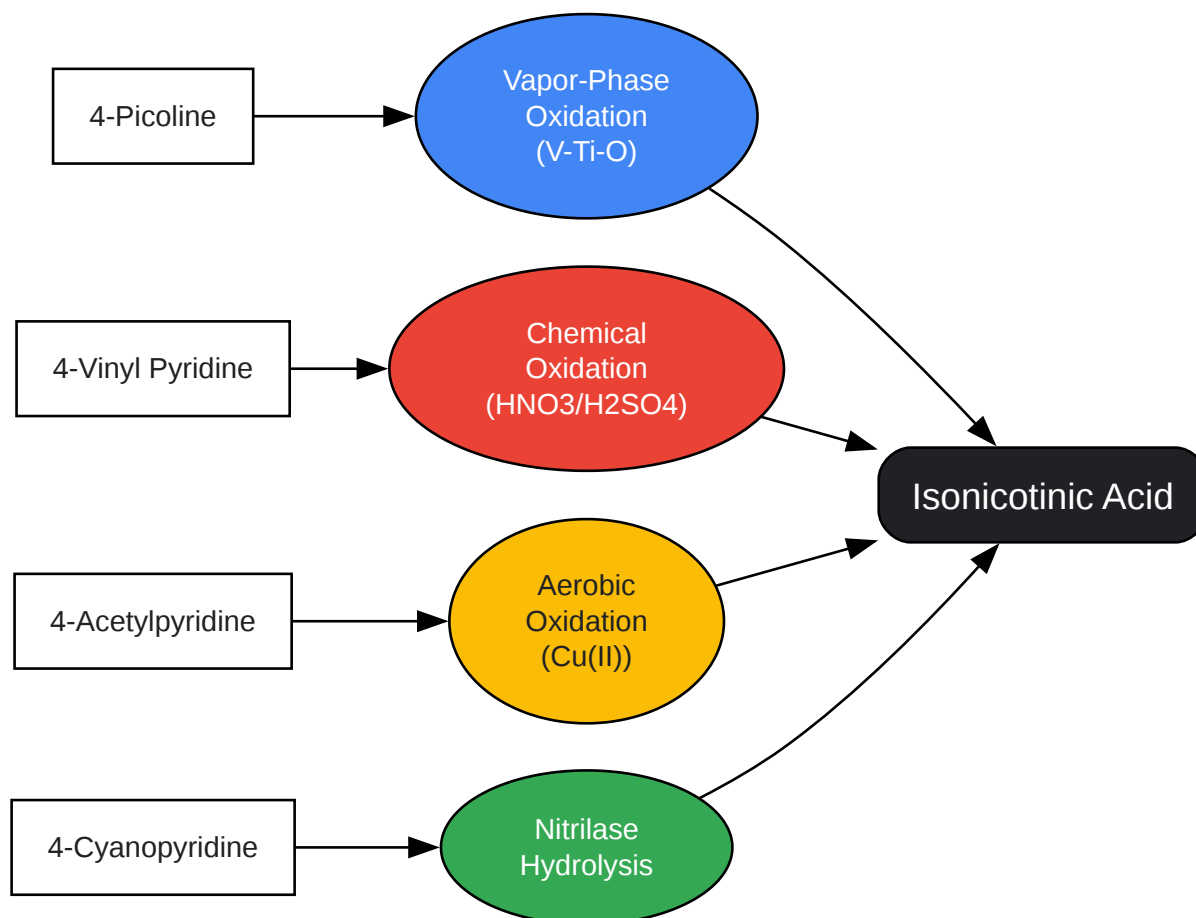 4-Picoline
Vapor-Phase
Oxidation
(V-Ti-O)
4-Vinyl Pyridine
Chemical
Oxidation
(HNO3/H2SO4)
Isonicotinic Acid
4-Acetylpyridine
Aerobic
Oxidation
(Cu(II))
4-Cyanopyridine
Nitrilase
Hydrolysis